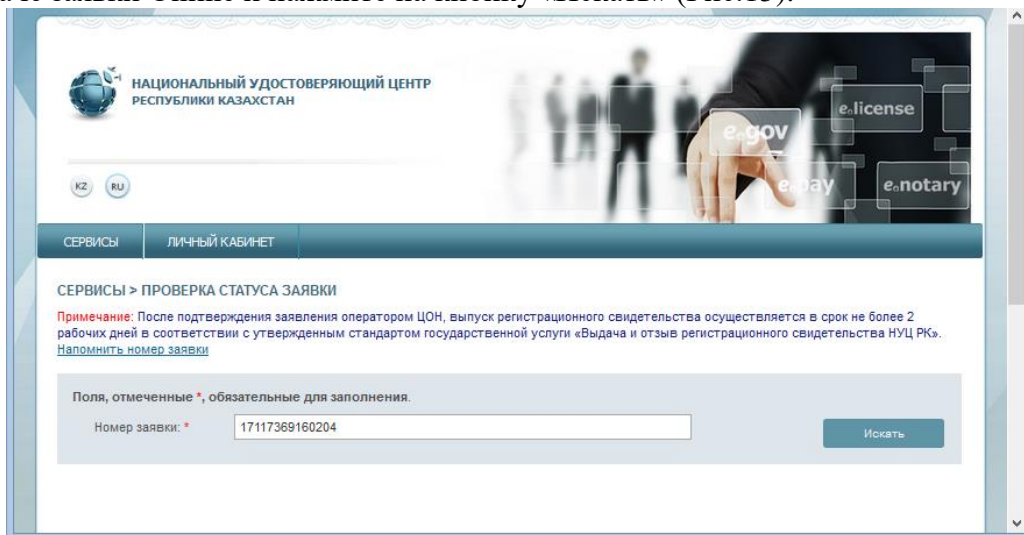 НАЦИОНАЛЬНЫЙ УДОСТОВЕРЯЮЩИЙ ЦЕНТР
РЕСПУБЛИКИ КАЗАХСТАН
e.license
e.gov
e.pay
e.notary
KZ RU
СЕРВИСЫ ЛИЧНЫЙ КАБИНЕТ
СЕРВИСЫ > ПРОВЕРКА СТАТУСА ЗАЯВКИ
Примечание: После подтверждения заявления оператором ЦОН, выпуск регистрационного свидетельства осуществляется в срок не более 2
рабочих дней в соответствии с утвержденным стандартом государственной услуги «Выдача и отзыв регистрационного свидетельства НУЦ РК».
Напомнить номер заявки
Поля, отмеченные *, обязательные для заполнения.
Номер заявки: * 17117369160204 Искать